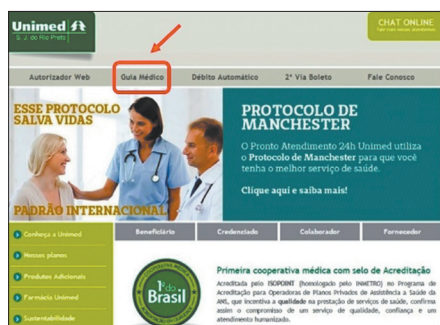 Unimed
S. J. do Rio Preto
CHAT ONLINE
Autorizador Web
Guia Médico
Débito Automático
2ª Via Boleto
Fale Conosco
ESSE PROTOCOLO
SALVA VIDAS
PADRÃO INTERNACIONAL
PROTOCOLO DE
MANCHESTER
O Pronto Atendimento 24h Unimed utiliza
o Protocolo de Manchester para que você
tenha o melhor serviço de saúde.
Clique aqui e saiba mais!
Conheça a Unimed
Nossos planos
Produtos Adicionais
Farmácia Unimed
Sustentabilidade
Beneficiário
Credenciado
Colaborador
Fornecedor
1ª do
Brasil
Primeira cooperativa médica com selo de Acreditação
Acreditada pelo ISOPOINT (homologado pelo INMETRO) no Programa de
Acreditação para Operadoras de Planos Privados de Assistência a Saúde da
ANS, que incentiva a qualidade na prestação de serviços de saúde, confirma
assim o compromisso de um serviço de qualidade, confiança e um
atendimento humanizado.